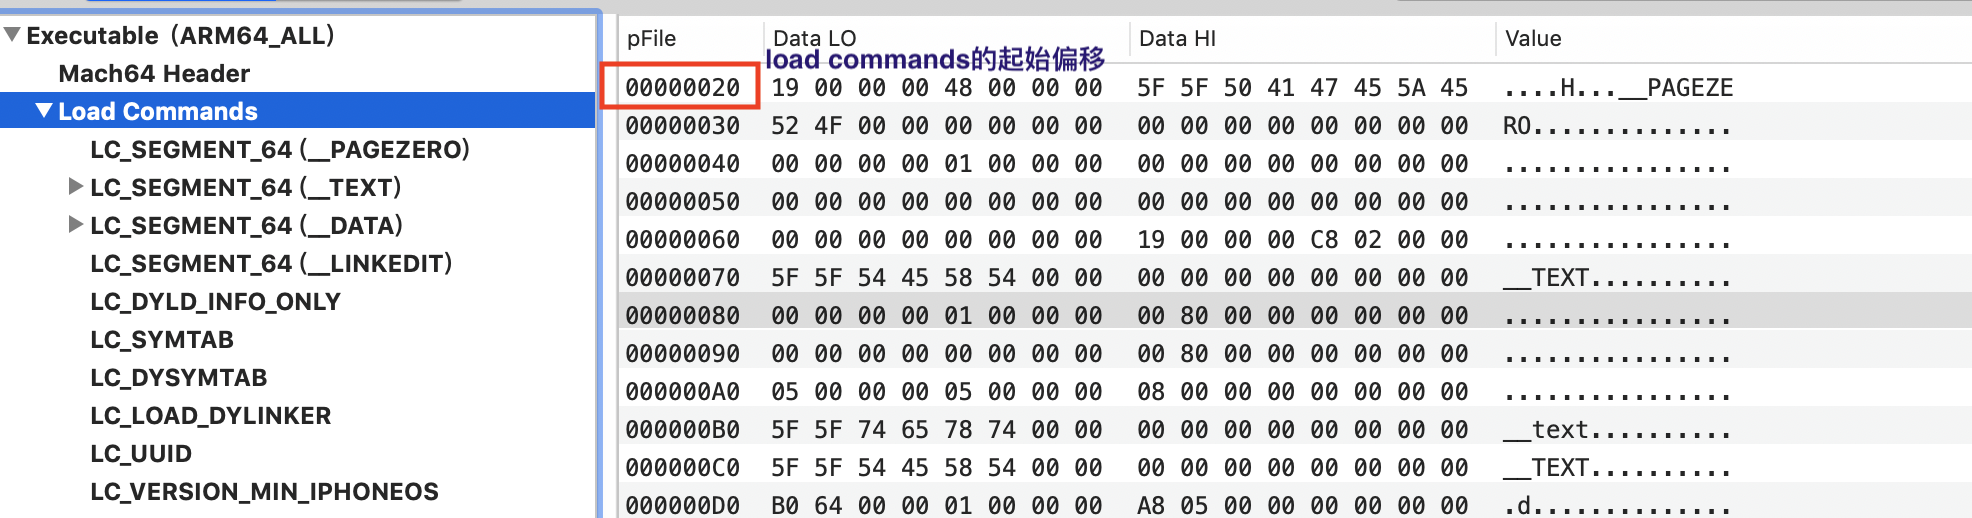 Executable (ARM64_ALL)
Mach64 Header
Load Commands
LC_SEGMENT_64 (__PAGEZERO)
LC_SEGMENT_64 (__TEXT)
LC_SEGMENT_64 (__DATA)
LC_SEGMENT_64 (__LINKEDIT)
LC_DYLD_INFO_ONLY
LC_SYMTAB
LC_DYSYMTAB
LC_LOAD_DYLINKER
LC_UUID
LC_VERSION_MIN_IPHONEOS
pFile Data LO Data HI Value
load commands的起始偏移
00000020 19 00 00 00 48 00 00 00 5F 5F 50 41 47 45 5A 45 ....H...__PAGEZE
00000030 52 4F 00 00 00 00 00 00 00 00 00 00 00 00 00 00 RO..............
00000040 00 00 00 00 01 00 00 00 00 00 00 00 00 00 00 00 ................
00000050 00 00 00 00 00 00 00 00 00 00 00 00 00 00 00 00 ................
00000060 00 00 00 00 00 00 00 00 19 00 00 00 C8 02 00 00 ................
00000070 5F 5F 54 45 58 54 00 00 00 00 00 00 00 00 00 00 __TEXT..........
00000080 00 00 00 00 01 00 00 00 00 80 00 00 00 00 00 00 ................
00000090 00 00 00 00 00 00 00 00 00 80 00 00 00 00 00 00 ................
000000A0 05 00 00 00 05 00 00 00 08 00 00 00 00 00 00 00 ................
000000B0 5F 5F 74 65 78 74 00 00 00 00 00 00 00 00 00 00 __text..........
000000C0 5F 5F 54 45 58 54 00 00 00 00 00 00 00 00 00 00 __TEXT..........
000000D0 B0 64 00 00 01 00 00 00 A8 05 00 00 00 00 00 00 .d..............